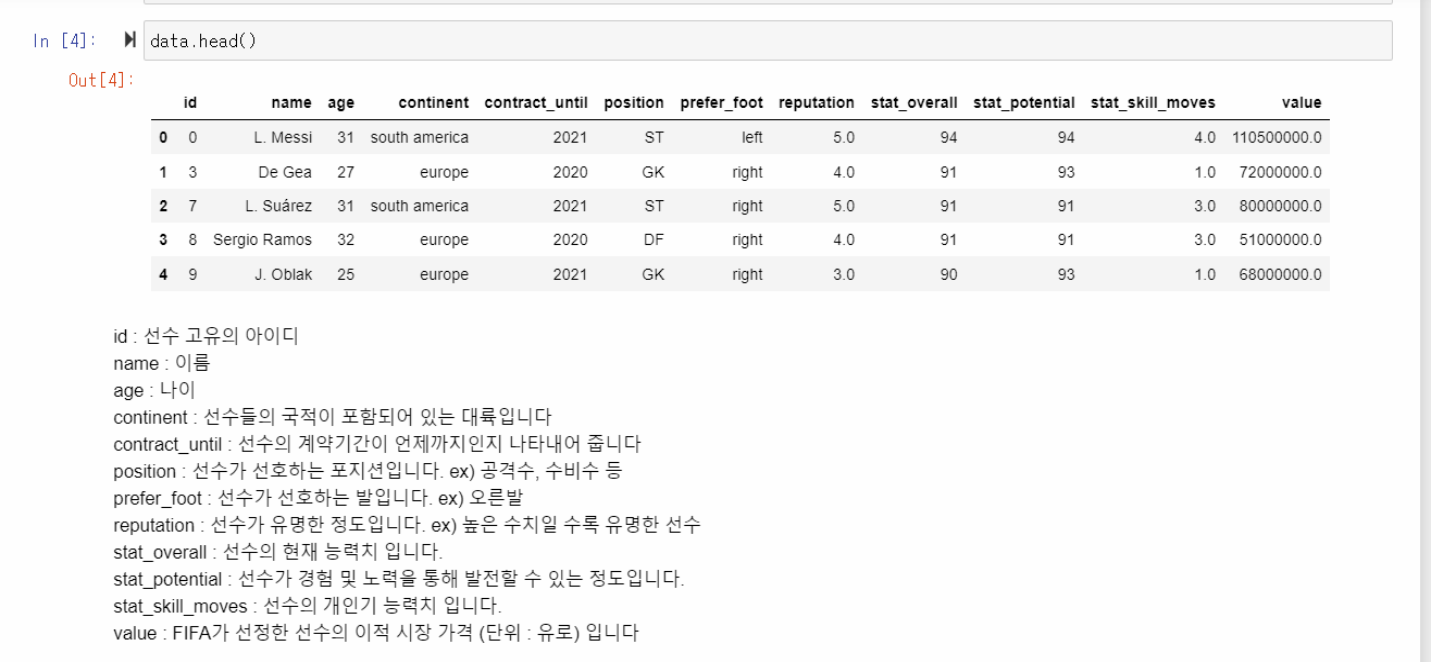 In [4]: data.head()
Out[4]:
id name age continent contract_until position prefer_foot reputation stat_overall stat_potential stat_skill_moves value
0 0 L. Messi 31 south america 2021 ST left 5.0 94 94 4.0 110500000.0
1 3 De Gea 27 europe 2020 GK right 4.0 91 93 1.0 72000000.0
2 7 L. Suárez 31 south america 2021 ST right 5.0 91 91 3.0 80000000.0
3 8 Sergio Ramos 32 europe 2020 DF right 4.0 91 91 3.0 51000000.0
4 9 J. Oblak 25 europe 2021 GK right 3.0 90 93 1.0 68000000.0
id : 선수 고유의 아이디
name : 이름
age : 나이
continent : 선수들의 국적이 포함되어 있는 대륙입니다
contract_until : 선수의 계약기간이 언제까지인지 나타내어 줍니다
position : 선수가 선호하는 포지션입니다. ex) 공격수, 수비수 등
prefer_foot : 선수가 선호하는 발입니다. ex) 오른발
reputation : 선수가 유명한 정도입니다. ex) 높은 수치일 수록 유명한 선수
stat_overall : 선수의 현재 능력치 입니다.
stat_potential : 선수가 경험 및 노력을 통해 발전할 수 있는 정도입니다.
stat_skill_moves : 선수의 개인기 능력치 입니다.
value : FIFA가 선정한 선수의 이적 시장 가격 (단위 : 유로) 입니다